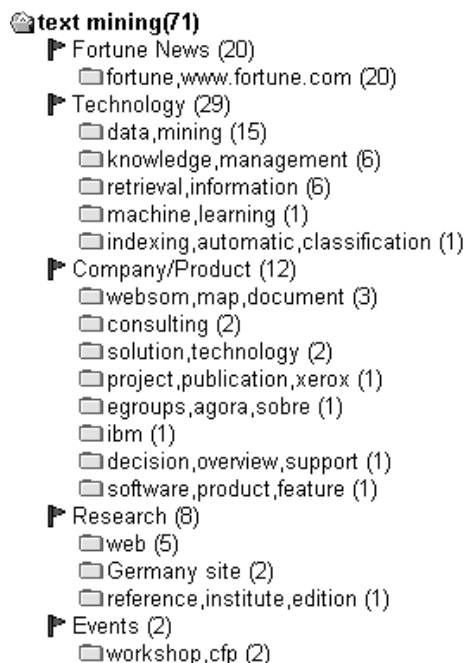 text mining(71)
Fortune News (20)
fortune,www.fortune.com (20)
Technology (29)
data,mining (15)
knowledge,management (6)
retrieval,information (6)
machine,learning (1)
indexing,automatic,classification (1)
Company/Product (12)
websom,map,document (3)
consulting (2)
solution,technology (2)
project,publication,xerox (1)
egroups,agora,sobre (1)
ibm (1)
decision,overview,support (1)
software,product,feature (1)
Research (8)
web (5)
Germany site (2)
reference,institute,edition (1)
Events (2)
workshop,cfp (2)